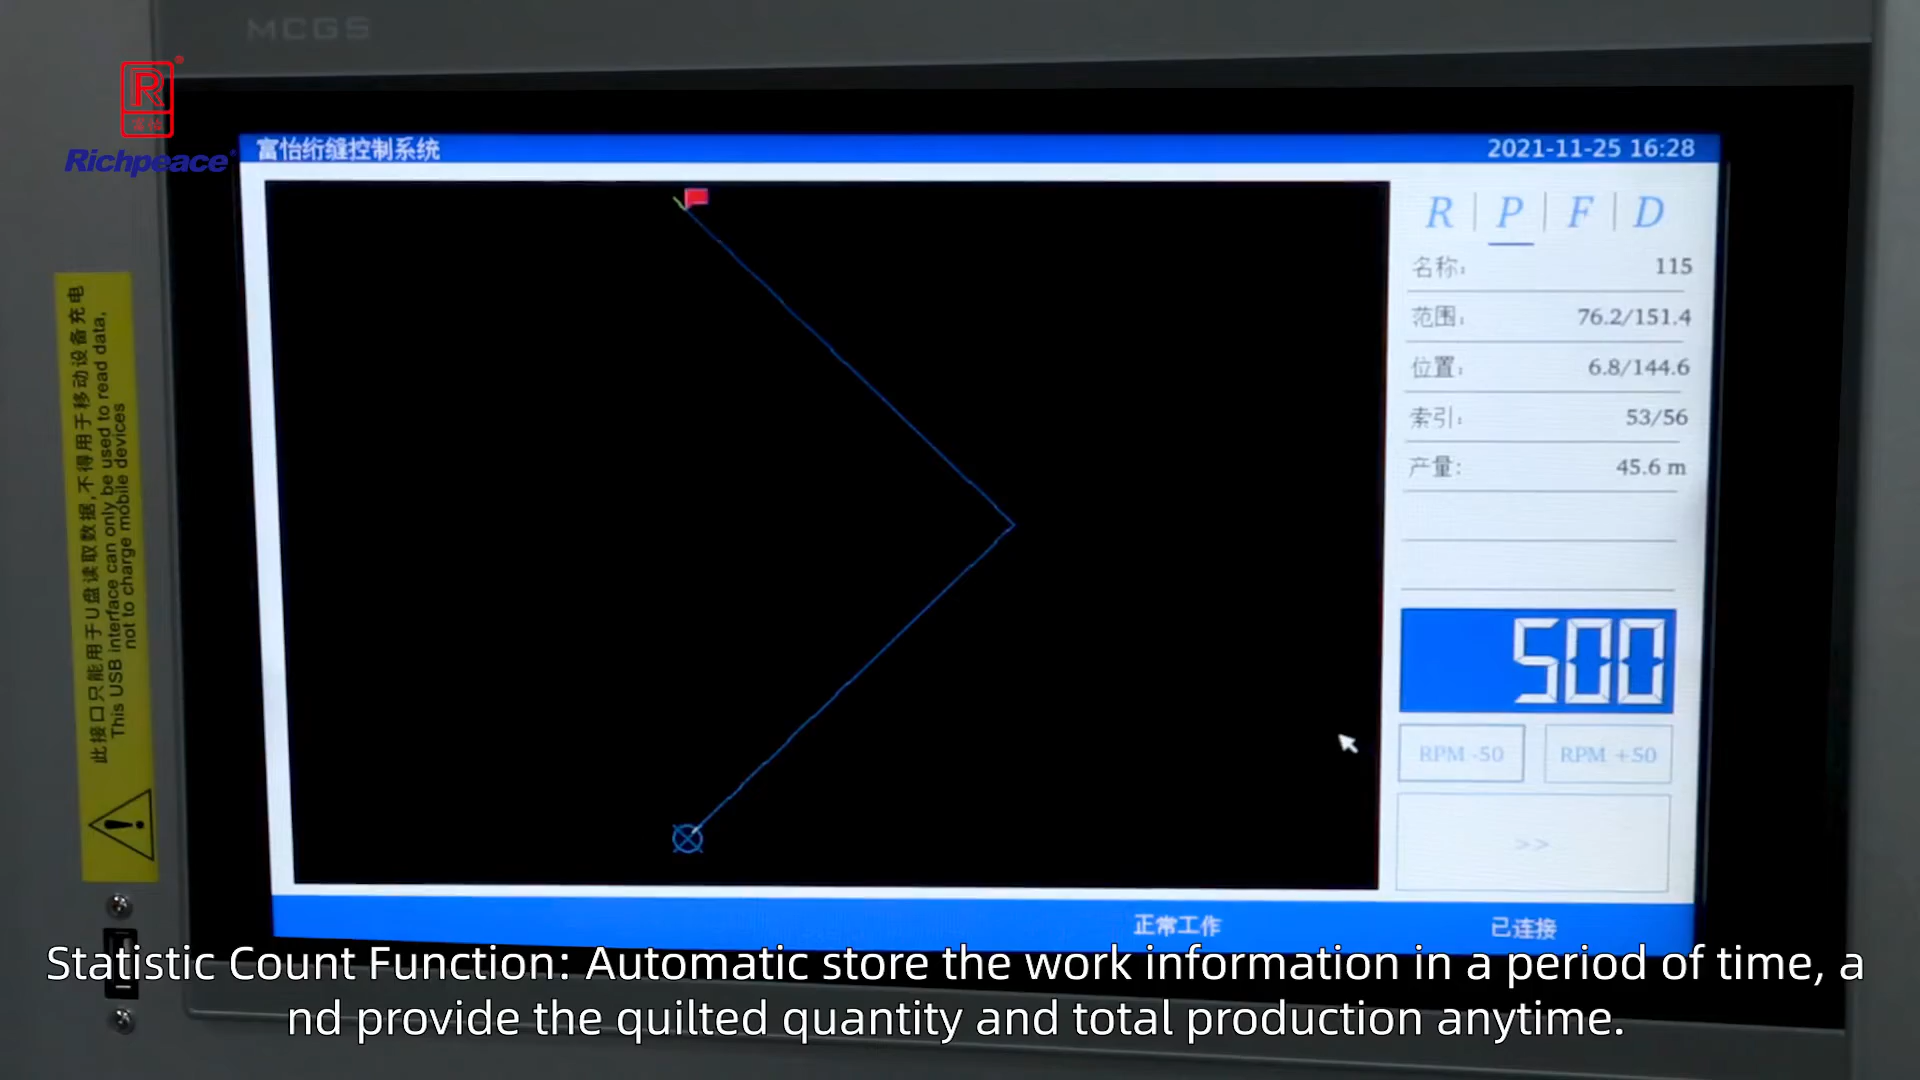 MCGS
R
富怡
Richpeace
富怡绗缝控制系统
2021-11-25 16:28
R | P | F | D
名称: 115
范围: 76.2/151.4
位置: 6.8/144.6
索引: 53/56
产量: 45.6 m
500
RPM -50
RPM +50
>>
正常工作
已连接
此接口只能用于U盘读取数据,不得用于移动设备充电
This USB interface can only be used to read data,
not to charge mobile devices
Statistic Count Function: Automatic store the work information in a period of time, a
nd provide the quilted quantity and total production anytime.